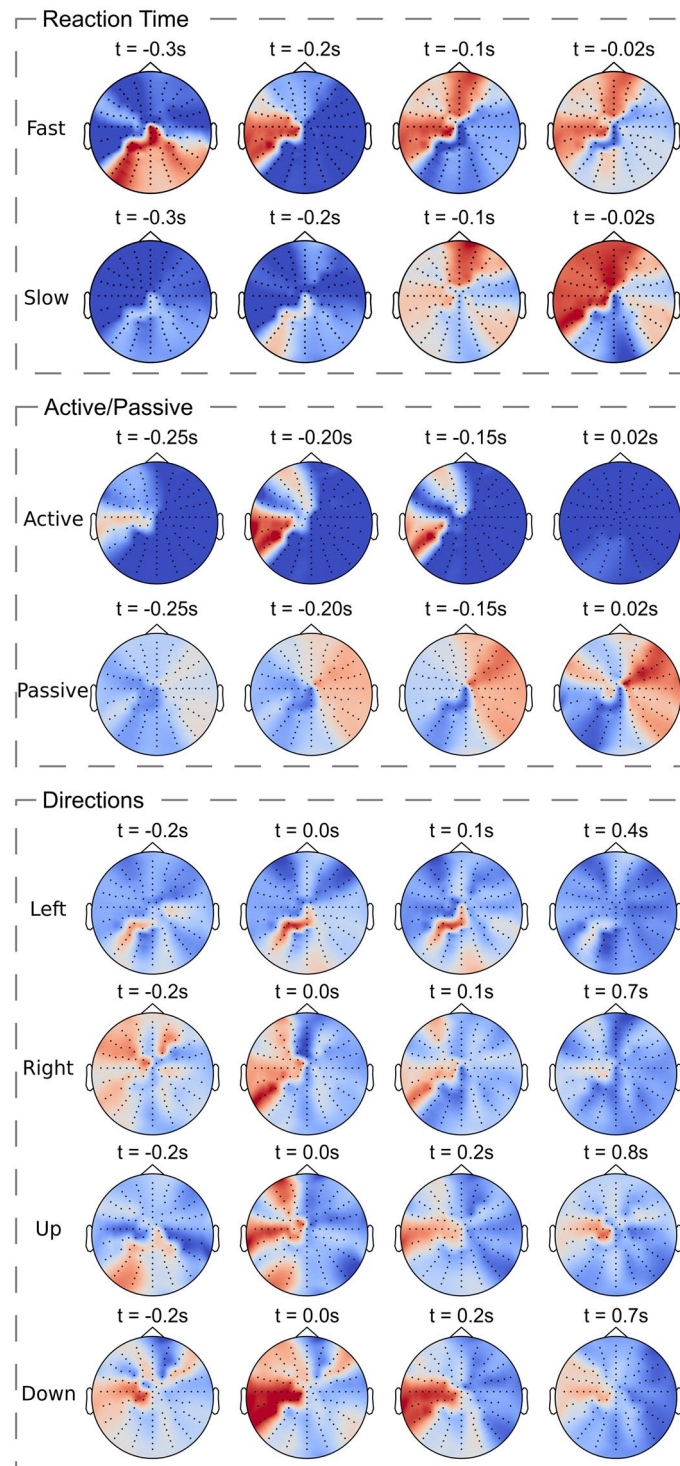 Reaction Time
t = -0.3s t = -0.2s t = -0.1s t = -0.02s
Fast
t = -0.3s t = -0.2s t = -0.1s t = -0.02s
Slow
Active/Passive
t = -0.25s t = -0.20s t = -0.15s t = 0.02s
Active
t = -0.25s t = -0.20s t = -0.15s t = 0.02s
Passive
Directions
t = -0.2s t = 0.0s t = 0.1s t = 0.4s
Left
t = -0.2s t = 0.0s t = 0.1s t = 0.7s
Right
t = -0.2s t = 0.0s t = 0.2s t = 0.8s
Up
t = -0.2s t = 0.0s t = 0.2s t = 0.7s
Down